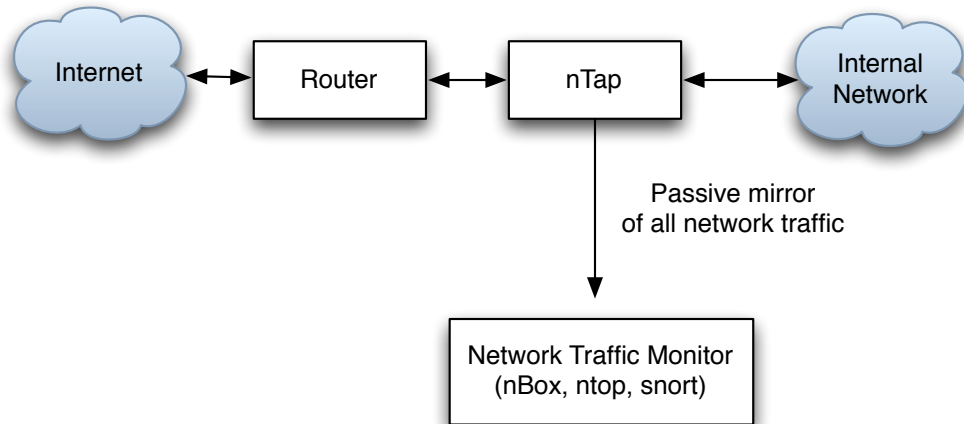 Internet
Router
nTap
Internal
Network
Passive mirror
of all network traffic
Network Traffic Monitor
(nBox, ntop, snort)